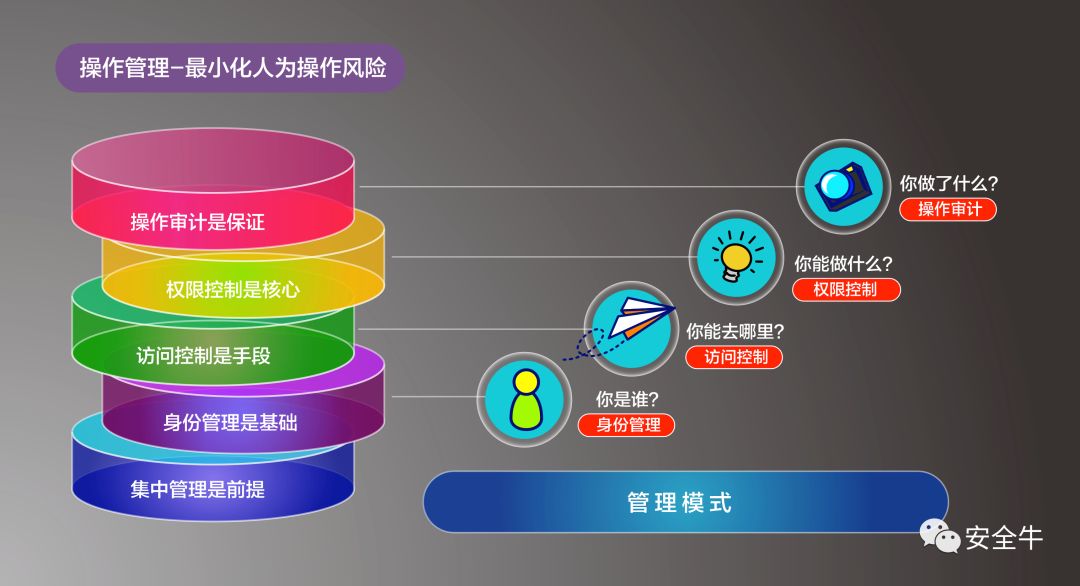 操作管理-最小化人为操作风险
操作审计是保证
权限控制是核心
访问控制是手段
身份管理是基础
集中管理是前提
你做了什么?
操作审计
你能做什么?
权限控制
你能去哪里?
访问控制
你是谁?
身份管理
管理模式
安全牛